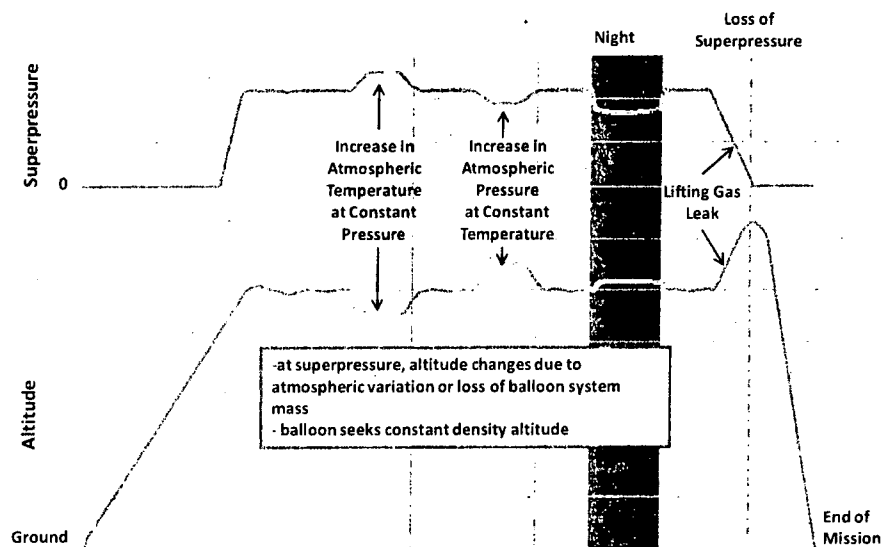 Night
Loss of
Superpressure
Superpressure
0
Increase in
Atmospheric
Temperature
at Constant
Pressure
Increase in
Atmospheric
Pressure
at Constant
Temperature
Lifting Gas
Leak
Altitude
-at superpressure, altitude changes due to
atmospheric variation or loss of balloon system
mass
- balloon seeks constant density altitude
Ground
End of
Mission